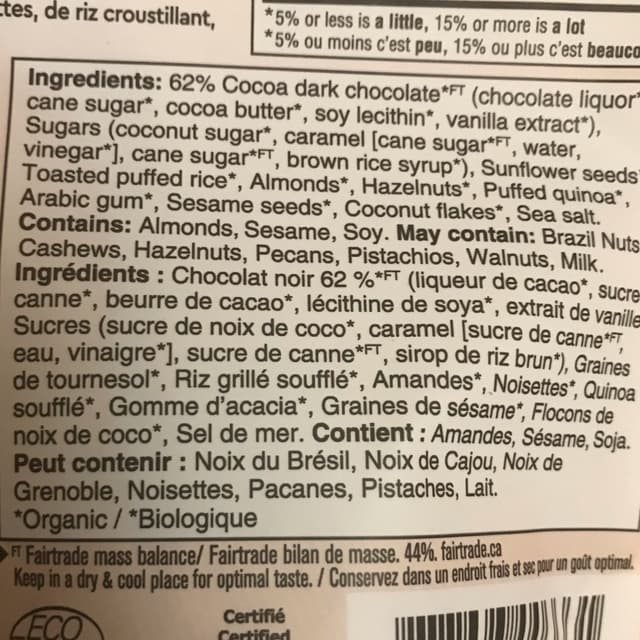 ttes, de riz croustillant,
*5% or less is a little, 15% or more is a lot
*5% ou moins c'est peu, 15% ou plus c'est beauco
Ingredients: 62% Cocoa dark chocolate*FT (chocolate liquor*
cane sugar*, cocoa butter*, soy lecithin*, vanilla extract*),
Sugars (coconut sugar*, caramel [cane sugar*FT, water,
vinegar*], cane sugar*FT, brown rice syrup*), Sunflower seeds*
Toasted puffed rice*, Almonds*, Hazelnuts*, Puffed quinoa*,
Arabic gum*, Sesame seeds*, Coconut flakes*, Sea salt.
Contains: Almonds, Sesame, Soy. May contain: Brazil Nuts
Cashews, Hazelnuts, Pecans, Pistachios, Walnuts, Milk.
Ingrédients : Chocolat noir 62 %*FT (liqueur de cacao*, sucre
canne*, beurre de cacao*, lécithine de soya*, extrait de vanille
Sucres (sucre de noix de coco*, caramel [sucre de canne*FT,
eau, vinaigre*], sucre de canne*FT, sirop de riz brun*), Graines
de tournesol*, Riz grillé soufflé*, Amandes*, Noisettes*, Quinoa
soufflé*, Gomme d'acacia*, Graines de sésame*, Flocons de
noix de coco*, Sel de mer. Contient : Amandes, Sésame, Soja.
Peut contenir : Noix du Brésil, Noix de Cajou, Noix de
Grenoble, Noisettes, Pacanes, Pistaches, Lait.
*Organic / *Biologique
FT Fairtrade mass balance/ Fairtrade bilan de masse. 44%. fairtrade.ca
Keep in a dry & cool place for optimal taste. / Conservez dans un endroit frais et sec pour un goût optimal.
ECO
Certifié
Certified